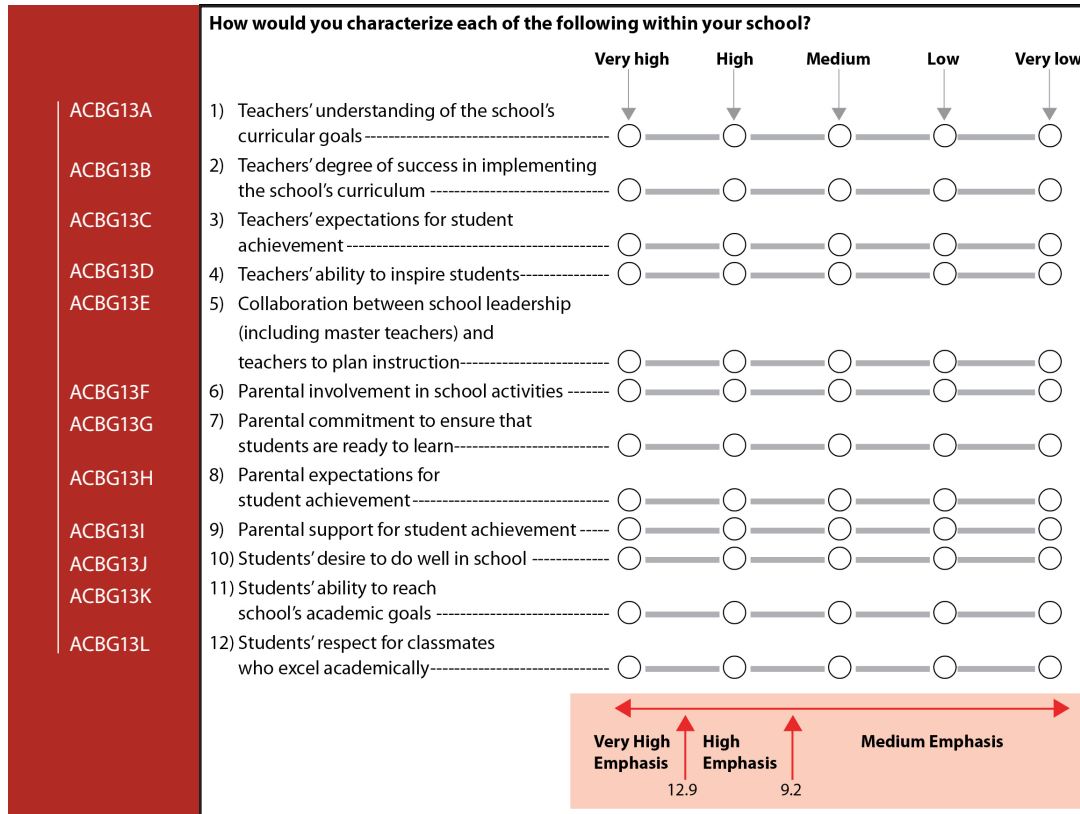 How would you characterize each of the following within your school?
Very high High Medium Low Very low
ACBG13A 1) Teachers' understanding of the school's
curricular goals
ACBG13B 2) Teachers' degree of success in implementing
the school's curriculum
ACBG13C 3) Teachers' expectations for student
achievement
ACBG13D 4) Teachers' ability to inspire students
ACBG13E 5) Collaboration between school leadership
(including master teachers) and
teachers to plan instruction
ACBG13F 6) Parental involvement in school activities
ACBG13G 7) Parental commitment to ensure that
students are ready to learn
ACBG13H 8) Parental expectations for
student achievement
ACBG13I 9) Parental support for student achievement
ACBG13J 10) Students' desire to do well in school
ACBG13K 11) Students' ability to reach
school's academic goals
ACBG13L 12) Students' respect for classmates
who excel academically
Very High High Medium Emphasis
Emphasis Emphasis
12.9 9.2